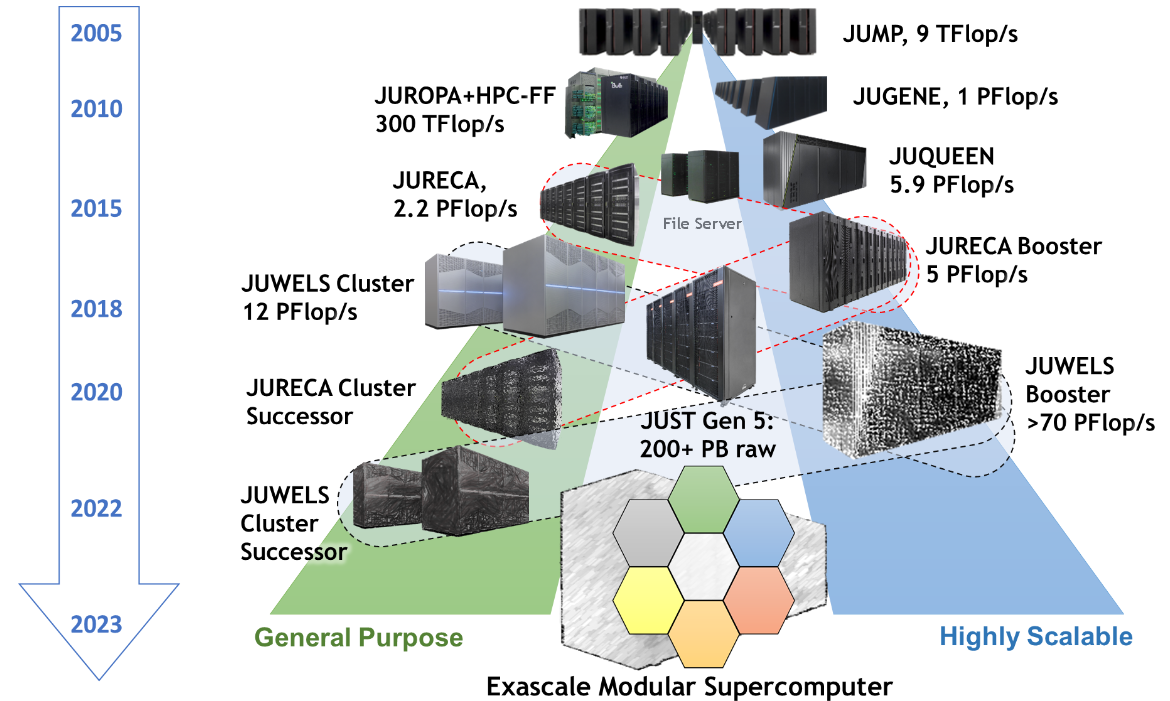 2005
JUMP, 9 TFlop/s
2010
JUROPA+HPC-FF
300 TFlop/s
JUGENE, 1 PFlop/s
JUQUEEN
5.9 PFlop/s
2015
JURECA,
2.2 PFlop/s
File Server
JURECA Booster
5 PFlop/s
2018
JUWELS Cluster
12 PFlop/s
2020
JURECA Cluster
Successor
JUWELS
Booster
>70 PFlop/s
JUST Gen 5:
200+ PB raw
2022
JUWELS
Cluster
Successor
2023
General Purpose
Highly Scalable
Exascale Modular Supercomputer